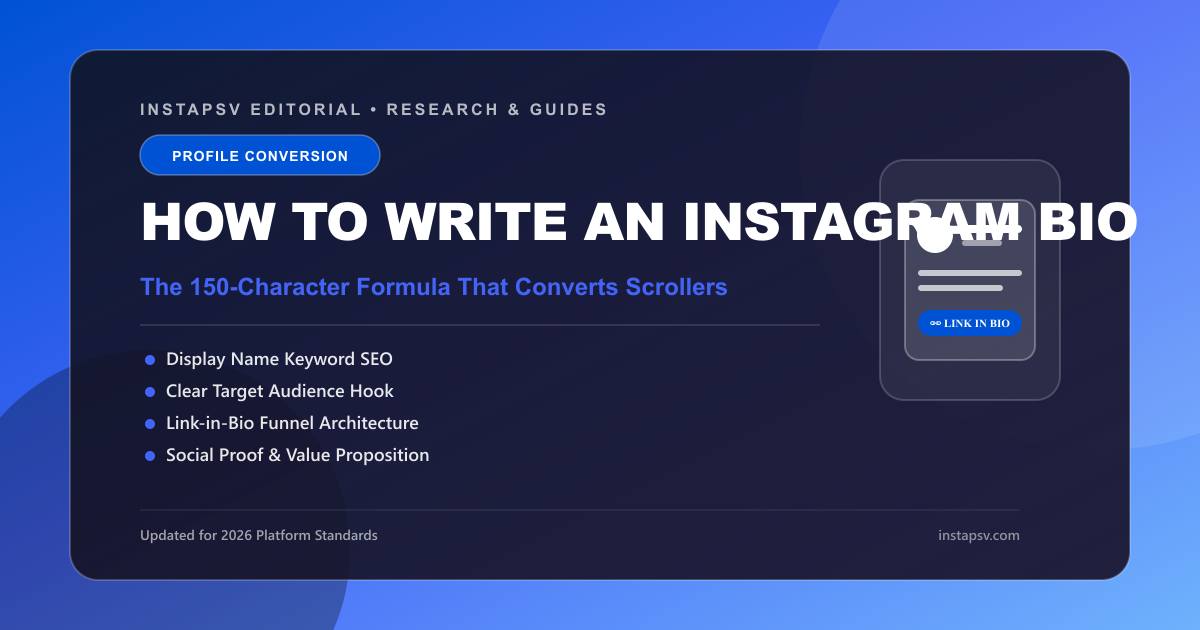 INSTAPSV EDITORIAL • RESEARCH & GUIDES
PROFILE CONVERSION
HOW TO WRITE AN INSTAGRAM BIO
The 150-Character Formula That Converts Scrollers
Display Name Keyword SEO
Clear Target Audience Hook
Link-in-Bio Funnel Architecture
Social Proof & Value Proposition
LINK IN BIO
Updated for 2026 Platform Standards
instapsv.com